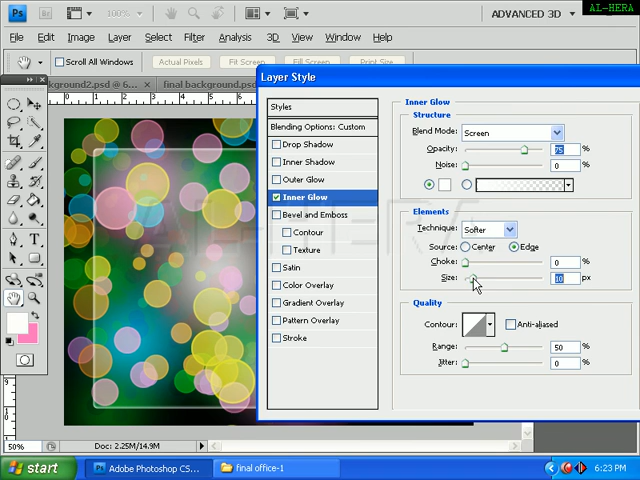 Ps
Br
100%
ADVANCED 3D
AL-HERA
File Edit Image Layer Select Filter Analysis 3D View Window Help
Scroll All Windows Actual Pixels Fit Screen Fill Screen Print Size
kground2.psd @ 6... final background.psd
Layer Style
Styles
Blending Options: Custom
Drop Shadow
Inner Shadow
Outer Glow
Inner Glow
Bevel and Emboss
Contour
Texture
Satin
Color Overlay
Gradient Overlay
Pattern Overlay
Stroke
Inner Glow
Structure
Blend Mode: Screen
Opacity: 75 %
Noise: 0 %
Elements
Technique: Softer
Source: Center Edge
Choke: 0 %
Size: 10 px
Quality
Contour: Anti-aliased
Range: 50 %
Jitter: 0 %
AL-HERA
50% Doc: 2.25M/14.9M
start Adobe Photoshop CS... final office-1 6:23 PM